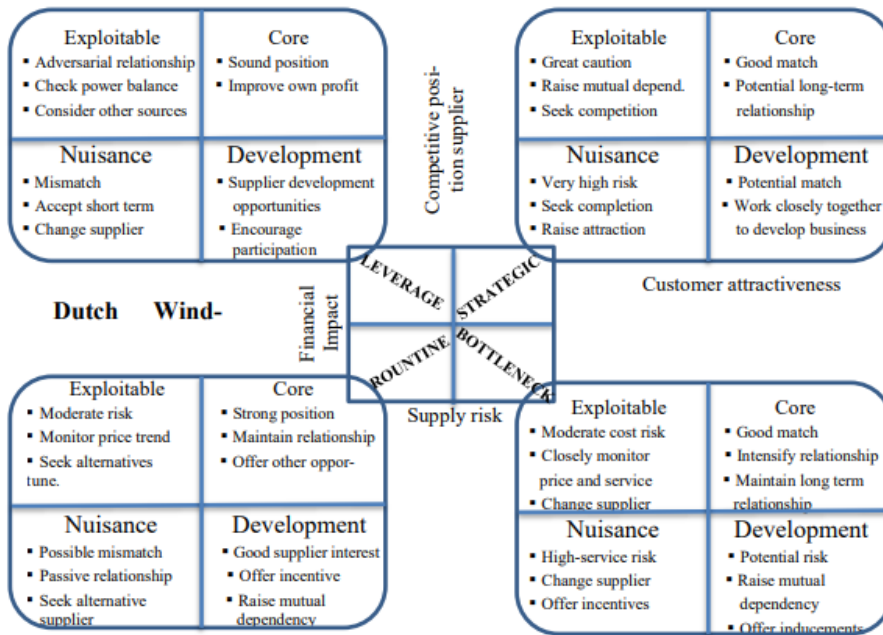 Exploitable
▪ Adversarial relationship
▪ Check power balance
▪ Consider other sources
Core
▪ Sound position
▪ Improve own profit
Nuisance
▪ Mismatch
▪ Accept short term
▪ Change supplier
Development
▪ Supplier development
opportunities
▪ Encourage
participation
Competitive posi-
tion supplier
Exploitable
▪ Great caution
▪ Raise mutual depend.
▪ Seek competition
Core
▪ Good match
▪ Potential long-term
relationship
Nuisance
▪ Very high risk
▪ Seek completion
▪ Raise attraction
Development
▪ Potential match
▪ Work closely together
to develop business
LEVERAGE
STRATEGIC
ROUNTINE
BOTTLENECK
Financial
Impact
Supply risk
Customer attractiveness
Dutch Wind-
Exploitable
▪ Moderate risk
▪ Monitor price trend
▪ Seek alternatives
tune.
Core
▪ Strong position
▪ Maintain relationship
▪ Offer other oppor-
Nuisance
▪ Possible mismatch
▪ Passive relationship
▪ Seek alternative
supplier
Development
▪ Good supplier interest
▪ Offer incentive
▪ Raise mutual
dependency
Exploitable
▪ Moderate cost risk
▪ Closely monitor
price and service
▪ Change supplier
Core
▪ Good match
▪ Intensify relationship
▪ Maintain long term
relationship
Nuisance
▪ High-service risk
▪ Change supplier
▪ Offer incentives
Development
▪ Potential risk
▪ Raise mutual
dependency
▪ Offer inducements